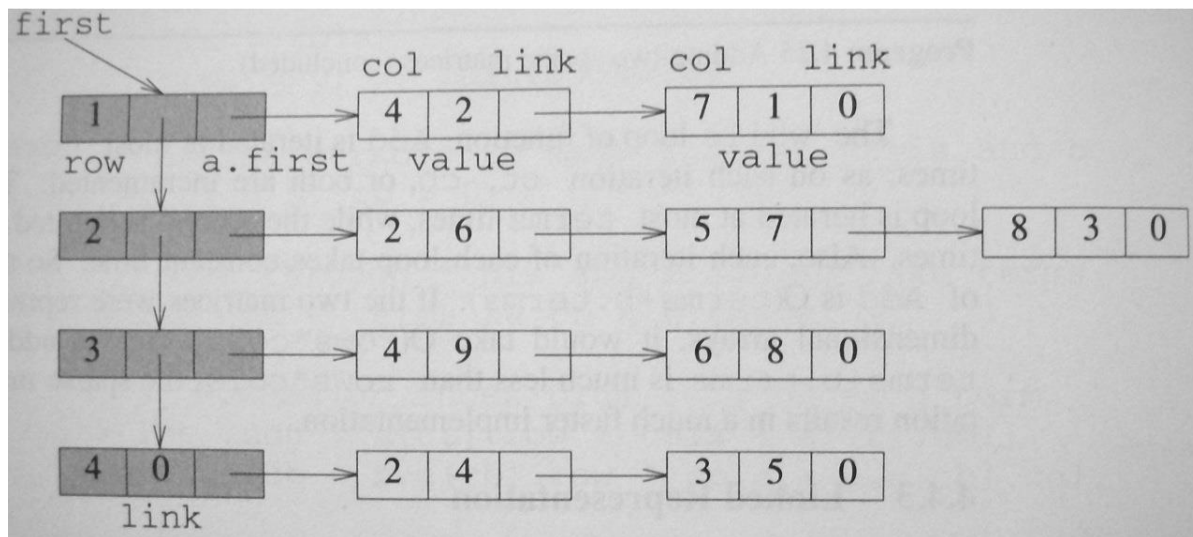 first
col link col link
1 4 2 7 1 0
row a.first value value
2 2 6 5 7 8 3 0
3 4 9 6 8 0
4 0 2 4 3 5 0
link